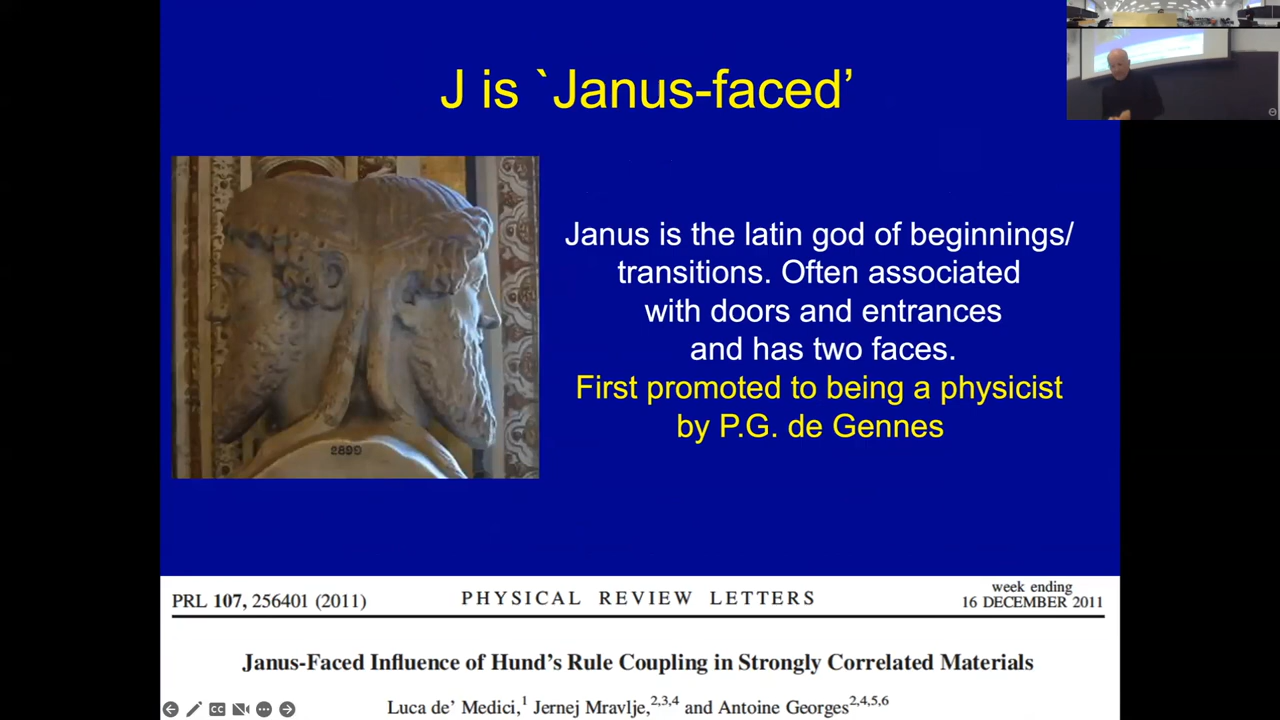 J is `Janus-faced’
Janus is the latin god of beginnings/
transitions. Often associated
with doors and entrances
and has two faces.
First promoted to being a physicist
by P.G. de Gennes
2899
PRL 107, 256401 (2011)
PHYSICAL REVIEW LETTERS
week ending
16 DECEMBER 2011
Janus-Faced Influence of Hund’s Rule Coupling in Strongly Correlated Materials
Luca de’ Medici,1 Jernej Mravlje,2,3,4 and Antoine Georges2,4,5,6
CC